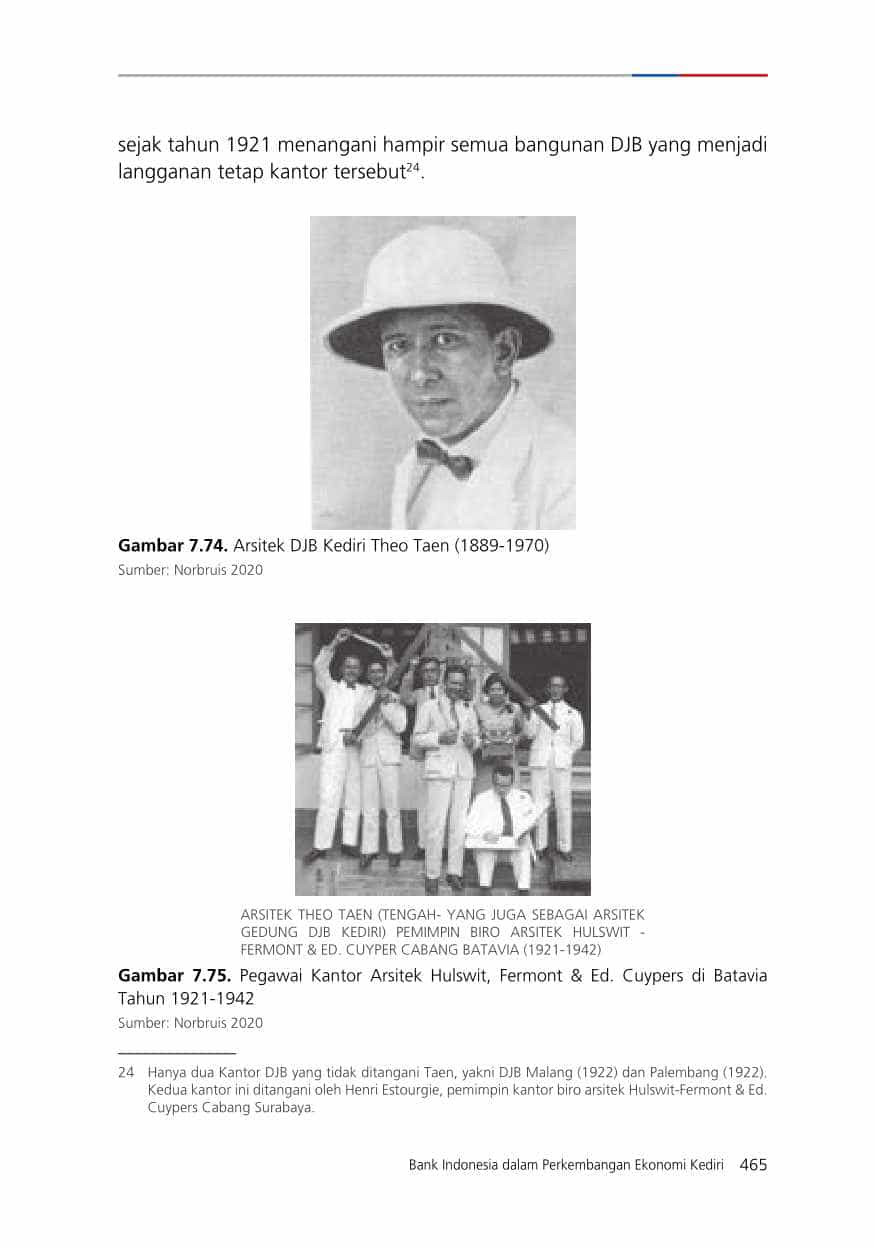 sejak tahun 1921 menangani hampir semua bangunan DJB yang menjadi
langganan tetap kantor tersebut24.
Gambar 7.74. Arsitek DJB Kediri Theo Taen (1889-1970)
Sumber: Norbruis 2020
ARSITEK THEO TAEN (TENGAH- YANG JUGA SEBAGAI ARSITEK
GEDUNG DJB KEDIRI) PEMIMPIN BIRO ARSITEK HULSWIT -
FERMONT & ED. CUYPER CABANG BATAVIA (1921-1942)
Gambar 7.75. Pegawai Kantor Arsitek Hulswit, Fermont & Ed. Cuypers di Batavia
Tahun 1921-1942
Sumber: Norbruis 2020
24 Hanya dua Kantor DJB yang tidak ditangani Taen, yakni DJB Malang (1922) dan Palembang (1922).
Kedua kantor ini ditangani oleh Henri Estourgie, pemimpin kantor biro arsitek Hulswit-Fermont & Ed.
Cuypers Cabang Surabaya.
Bank Indonesia dalam Perkembangan Ekonomi Kediri 465